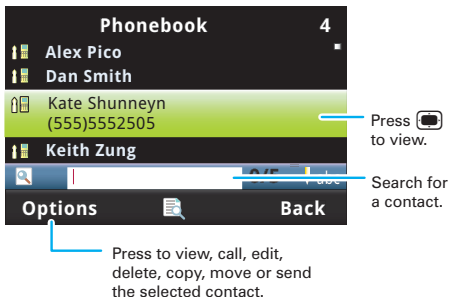 Phonebook 4
Alex Pico
Dan Smith
Kate Shunneyn
(555)5552505
Keith Zung
abc
Options Back
Press
to view.
Search for
a contact.
Press to view, call, edit,
delete, copy, move or send
the selected contact.